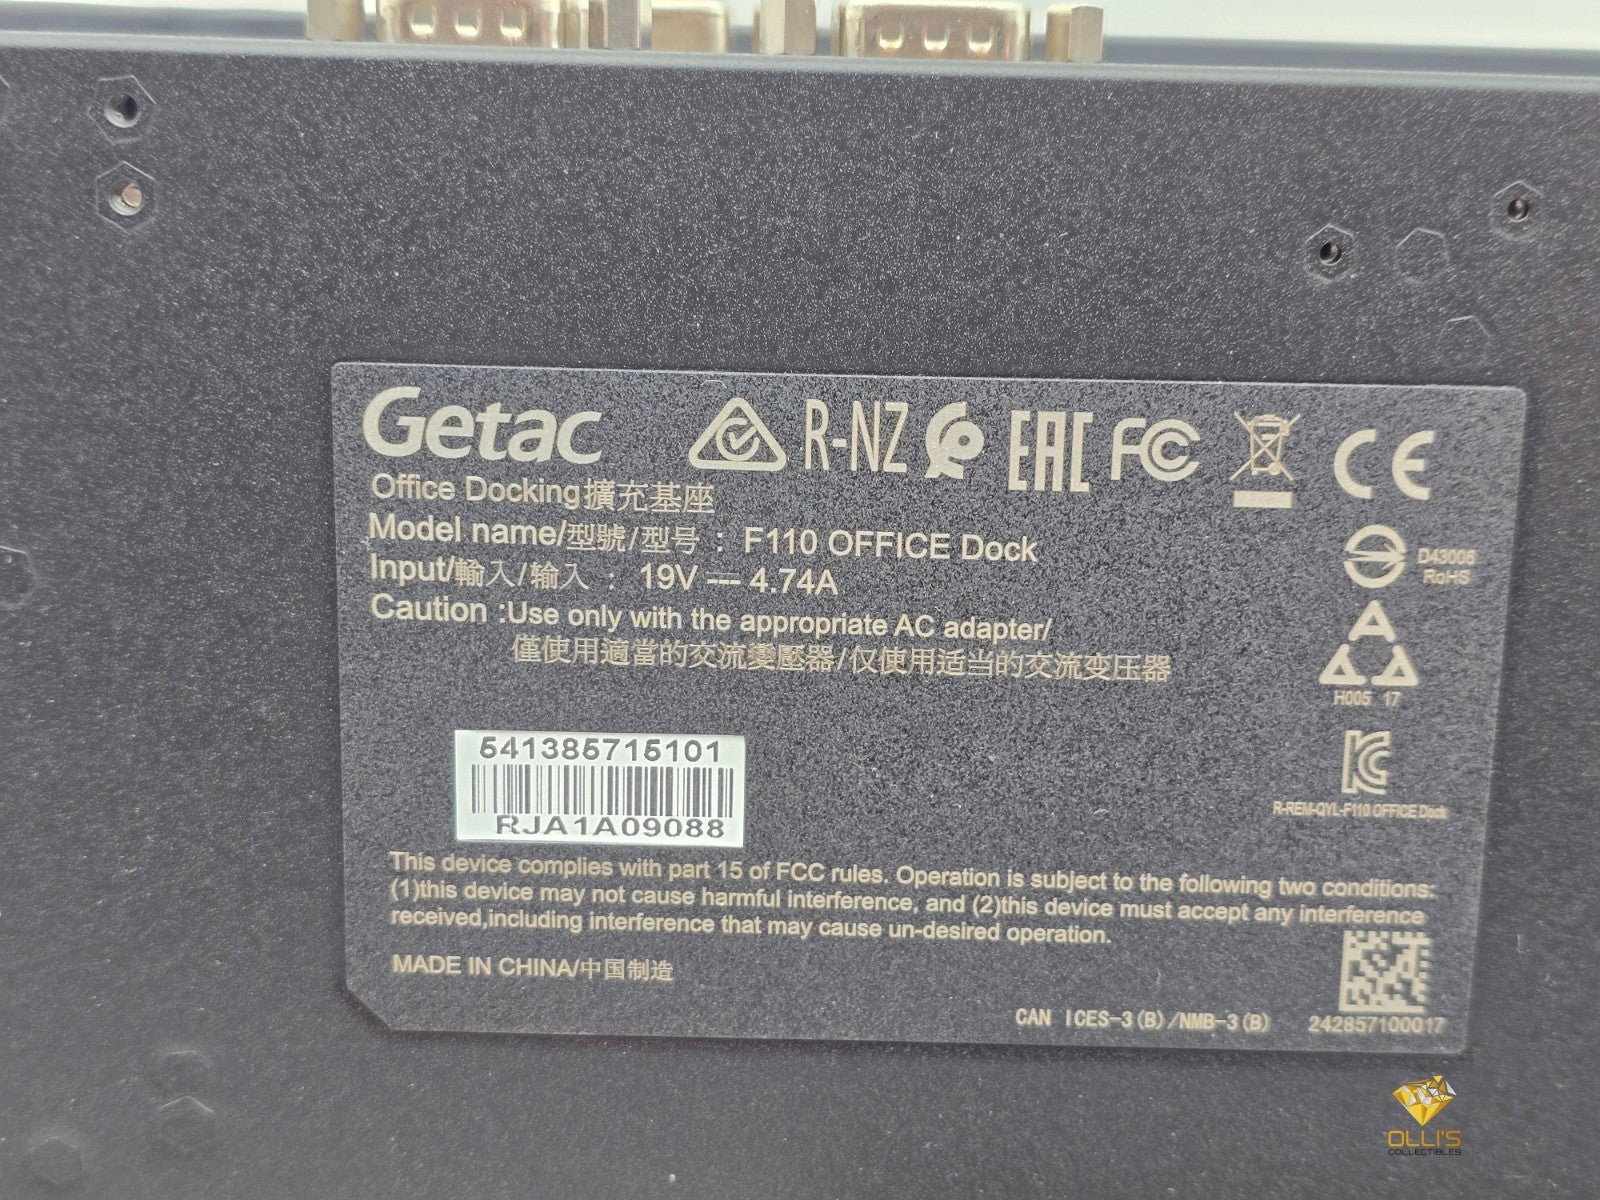 Getac R-NZ EAC FC CE
Office Docking擴充基座
Model name/型號/型号 : F110 OFFICE Dock
Input/輸入/输入 : 19V --- 4.74A
Caution :Use only with the appropriate AC adapter/
僅使用適當的交流變壓器/仅使用适当的交流变压器
D43006
RoHS
H005 17
R-REM-QYL-F110 OFFICE Dock
541385715101
RJA1A09088
This device complies with part 15 of FCC rules. Operation is subject to the following two conditions:
(1)this device may not cause harmful interference, and (2)this device must accept any interference
received,including interference that may cause un-desired operation.
MADE IN CHINA/中国制造
CAN ICES-3(B)/NMB-3(B)
242857100017
OLLI'S
COLLECTIBLES